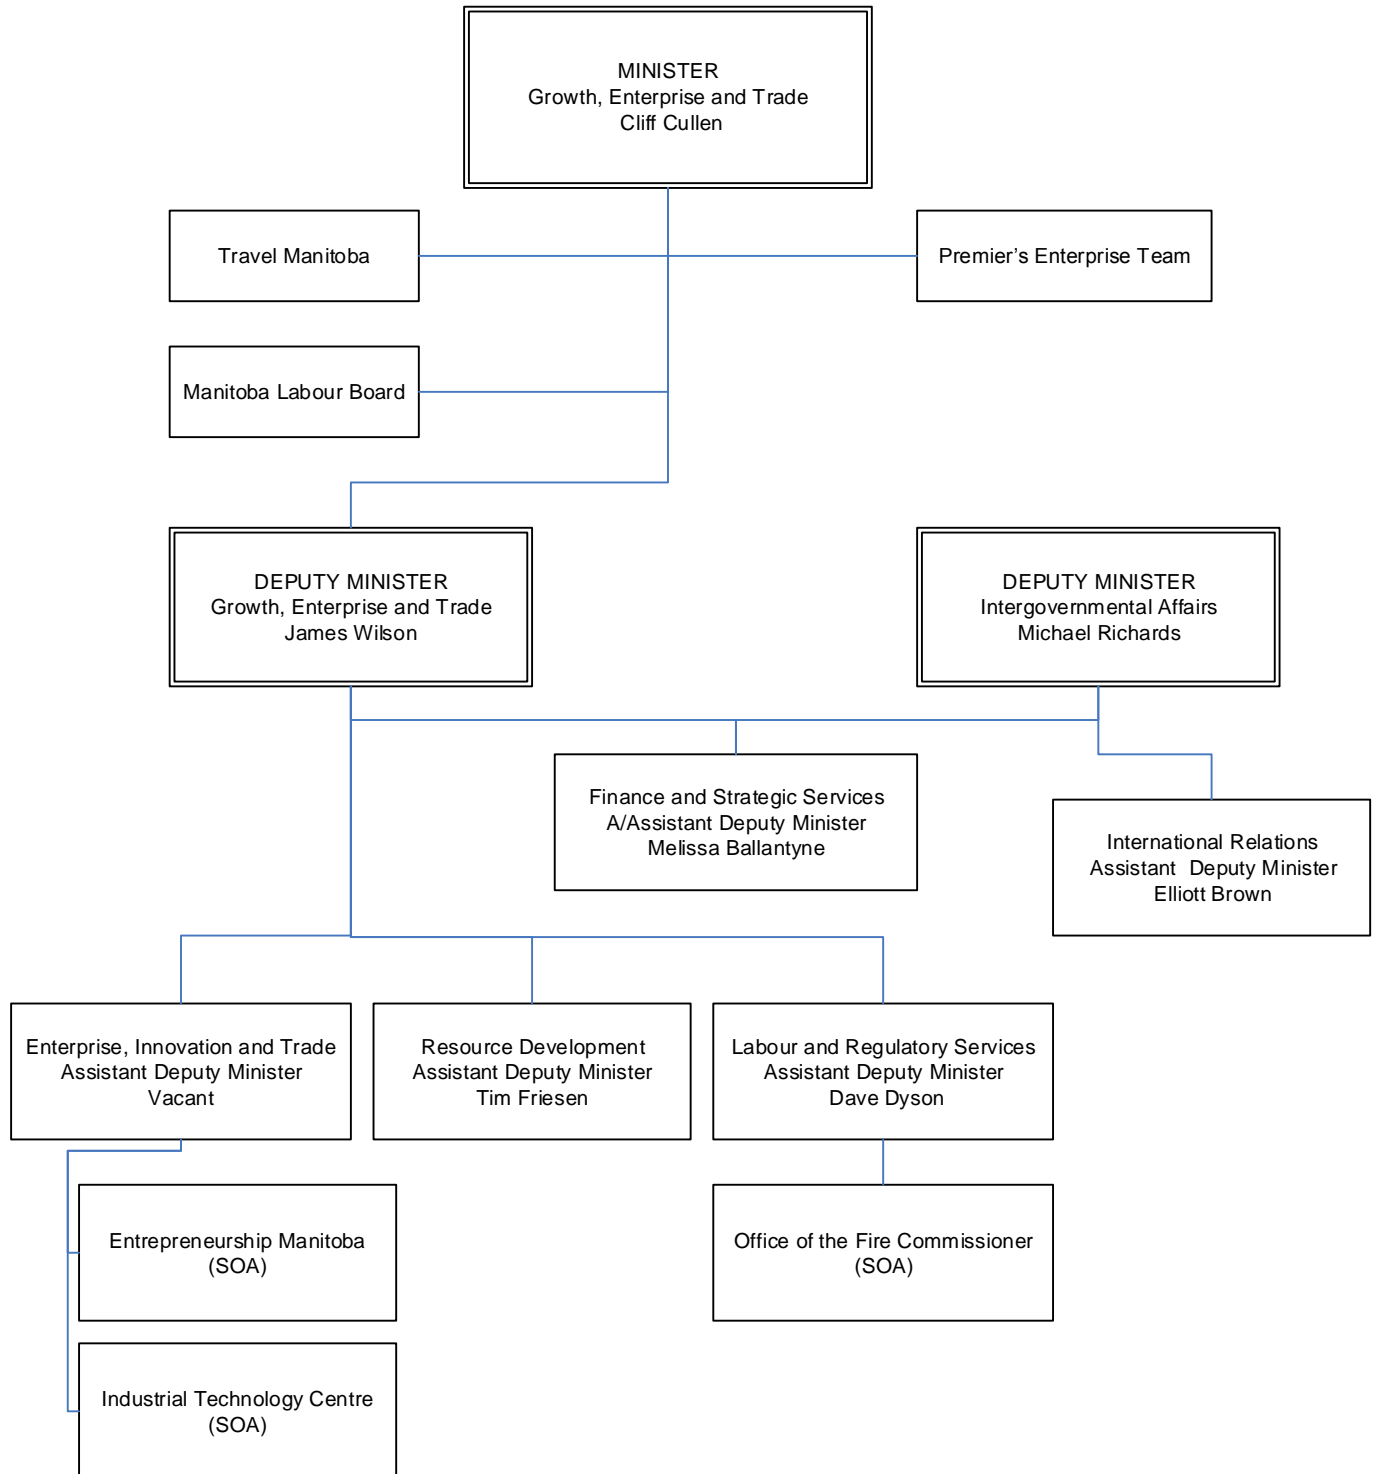 MINISTER
Growth, Enterprise and Trade
Cliff Cullen
Travel Manitoba
Premier's Enterprise Team
Manitoba Labour Board
DEPUTY MINISTER
Growth, Enterprise and Trade
James Wilson
DEPUTY MINISTER
Intergovernmental Affairs
Michael Richards
Finance and Strategic Services
A/Assistant Deputy Minister
Melissa Ballantyne
International Relations
Assistant  Deputy Minister
Elliott Brown
Enterprise, Innovation and Trade
Assistant Deputy Minister
Vacant
Resource Development
Assistant Deputy Minister
Tim Friesen
Labour and Regulatory Services
Assistant Deputy Minister
Dave Dyson
Entrepreneurship Manitoba
(SOA)
Office of the Fire Commissioner
(SOA)
Industrial Technology Centre
(SOA)